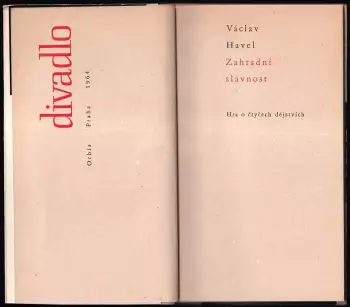 divadlo
Orbis Praha 1964
Václav
Havel
Zahradní
slavnost
Hra o čtyřech dějstvích